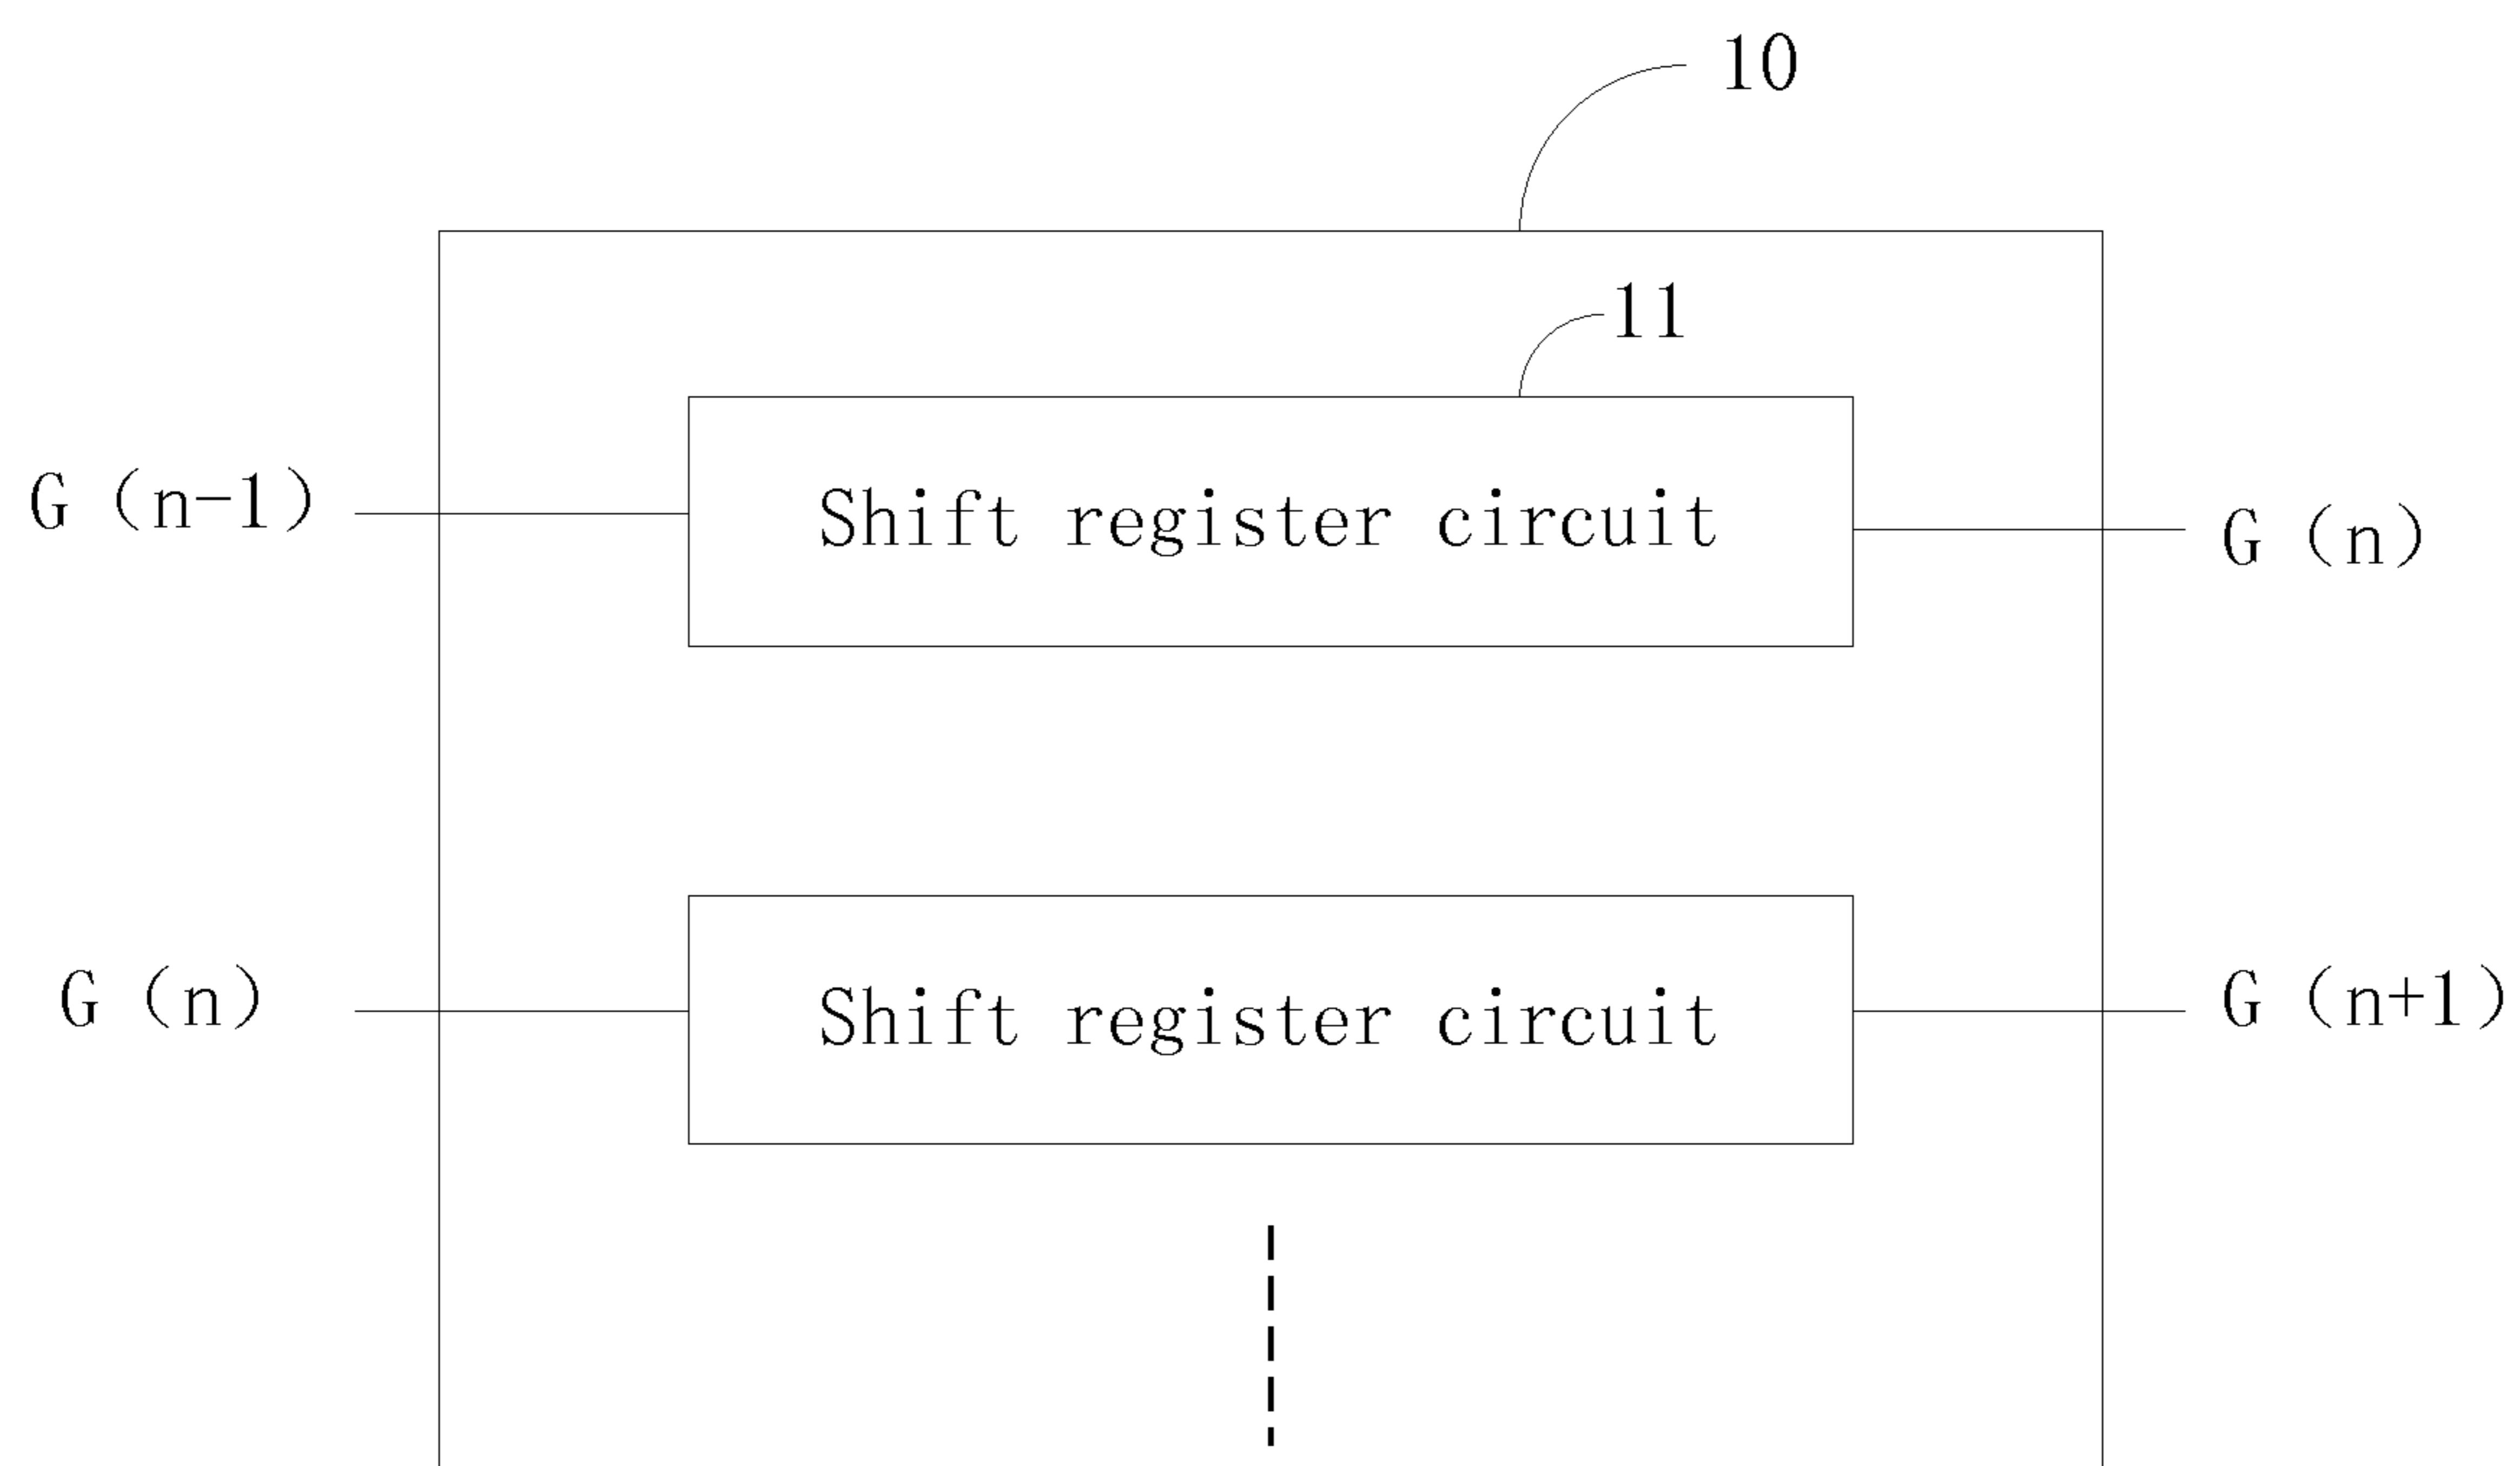 10
11
G (n-1)
Shift register circuit
G (n)
G (n)
Shift register circuit
G (n+1)